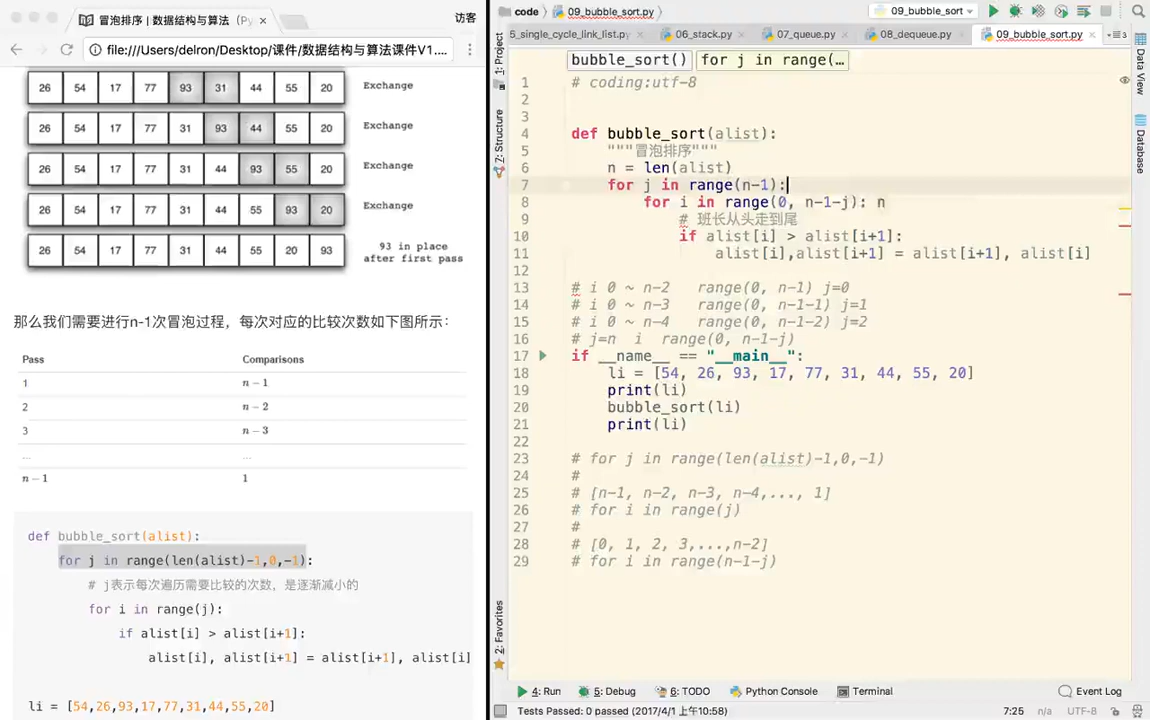 冒泡排序 | 数据结构与算法 (Py
访客
file:///Users/delron/Desktop/课件/数据结构与算法课件V1....
26 54 17 77 93 31 44 55 20 Exchange
26 54 17 77 31 93 44 55 20 Exchange
26 54 17 77 31 44 93 55 20 Exchange
26 54 17 77 31 44 55 93 20 Exchange
26 54 17 77 31 44 55 20 93 93 in place
after first pass
那么我们需要进行n-1次冒泡过程，每次对应的比较次数如下图所示：
Pass Comparisons
1 n − 1
2 n − 2
3 n − 3
... ...
n − 1 1
def bubble_sort(alist):
for j in range(len(alist)-1,0,-1):
# j表示每次遍历需要比较的次数，是逐渐减小的
for i in range(j):
if alist[i] > alist[i+1]:
alist[i], alist[i+1] = alist[i+1], alist[i]
li = [54,26,93,17,77,31,44,55,20]
code 09_bubble_sort.py
09_bubble_sort
5_single_cycle_link_list.py 06_stack.py 07_queue.py 08_dequeue.py 09_bubble_sort.py
bubble_sort() for j in range(…
1 # coding:utf-8
2
3
4 def bubble_sort(alist):
5 """冒泡排序"""
6 n = len(alist)
7 for j in range(n-1):
8 for i in range(0, n-1-j): n
9 # 班长从头走到尾
10 if alist[i] > alist[i+1]:
11 alist[i],alist[i+1] = alist[i+1], alist[i]
12
13 # i 0 ~ n-2 range(0, n-1) j=0
14 # i 0 ~ n-3 range(0, n-1-1) j=1
15 # i 0 ~ n-4 range(0, n-1-2) j=2
16 # j=n i range(0, n-1-j)
17 if __name__ == "__main__":
18 li = [54, 26, 93, 17, 77, 31, 44, 55, 20]
19 print(li)
20 bubble_sort(li)
21 print(li)
22
23 # for j in range(len(alist)-1,0,-1)
24 #
25 # [n-1, n-2, n-3, n-4,..., 1]
26 # for i in range(j)
27 #
28 # [0, 1, 2, 3,...,n-2]
29 # for i in range(n-1-j)
1: Project
7: Structure
2: Favorites
Data View
Database
4: Run 5: Debug 6: TODO Python Console Terminal Event Log
Tests Passed: 0 passed (2017/4/1 上午10:58) 7:25 n/a UTF-8